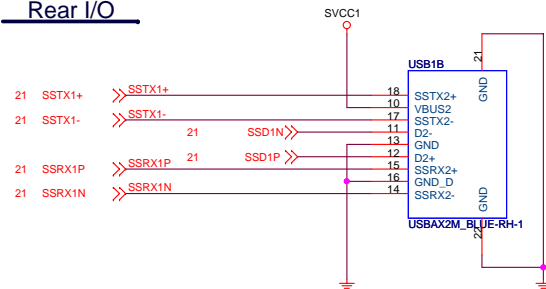 Rear I/O
SVCC1
USB1B
21
GND
21 SSTX1+ SSTX1+ 18 SSTX2+
10 VBUS2
21 SSTX1- SSTX1- 17 SSTX2-
21 SSD1N 11 D2-
13 GND
21 SSD1P 12 D2+
21 SSRX1P SSRX1P 15 SSRX2+
16 GND_D
21 SSRX1N SSRX1N 14 SSRX2-
GND
USBAX2M_BLUE-RH-1
22